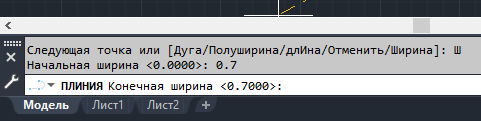 Следующая точка или [Дуга/Полуширина/длИна/Отменить/Ширина]: Ш
Начальная ширина <0.0000>: 0.7
ПЛИНИЯ Конечная ширина <0.7000>:
Модель Лист1 Лист2 +